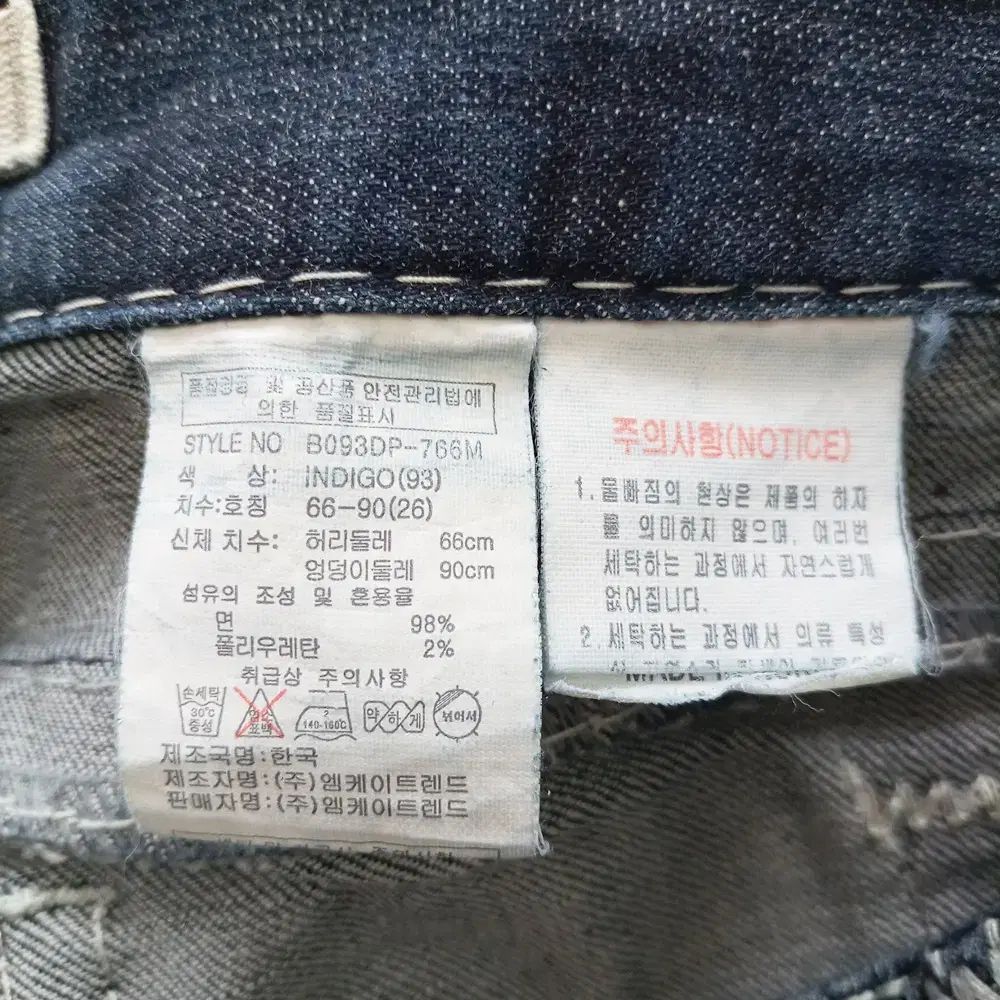 품질경영 및 공산품 안전관리법에
의한 품질표시
STYLE NO B093DP-766M
색 상: INDIGO(93)
치수:호칭 66-90(26)
신체 치수: 허리둘레 66cm
엉덩이둘레 90cm
섬유의 조성 및 혼용율
면 98%
폴리우레탄 2%
취급상 주의사항
손세탁
30℃
중성
염소
표백
2
140-160℃
약하게
뉘어서
제조국명:한국
제조자명:(주)엠케이트렌드
판매자명:(주)엠케이트렌드
주의사항(NOTICE)
1.물빠짐의 현상은 제품의 하자
를 의미하지 않으며, 여러번
세탁하는 과정에서 자연스럽게
없어집니다.
2.세탁하는 과정에서 의류 특성